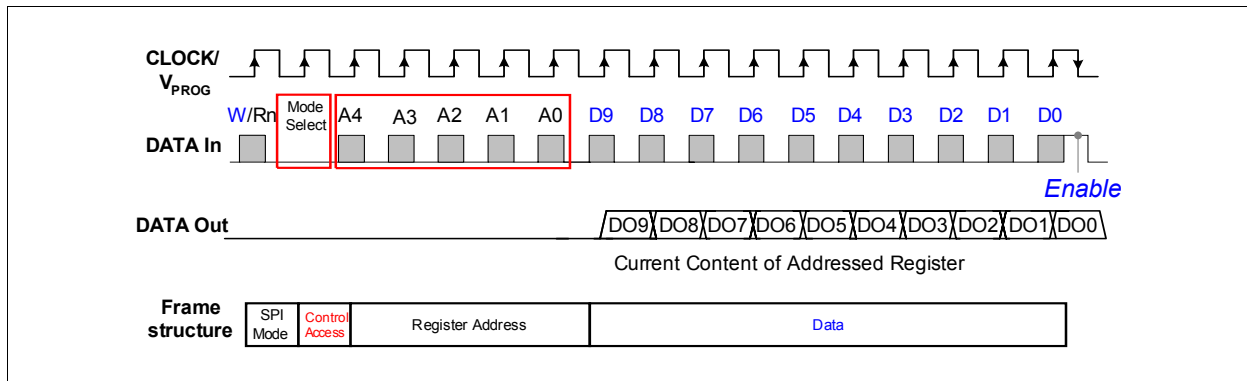 CLOCK/
V_PROG
W/Rn Mode Select A4 A3 A2 A1 A0 D9 D8 D7 D6 D5 D4 D3 D2 D1 D0
DATA In
Enable
DATA Out DO9 DO8 DO7 DO6 DO5 DO4 DO3 DO2 DO1 DO0
Current Content of Addressed Register
Frame structure SPI Mode Control Access Register Address Data